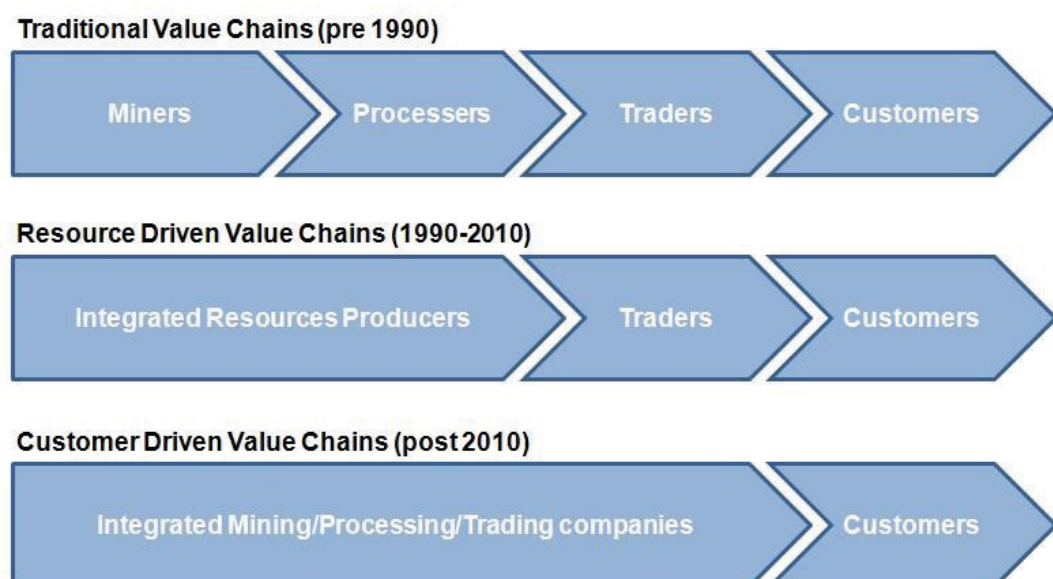 Traditional Value Chains (pre 1990)
Miners
Processers
Traders
Customers
Resource Driven Value Chains (1990-2010)
Integrated Resources Producers
Traders
Customers
Customer Driven Value Chains (post 2010)
Integrated Mining/Processing/Trading companies
Customers